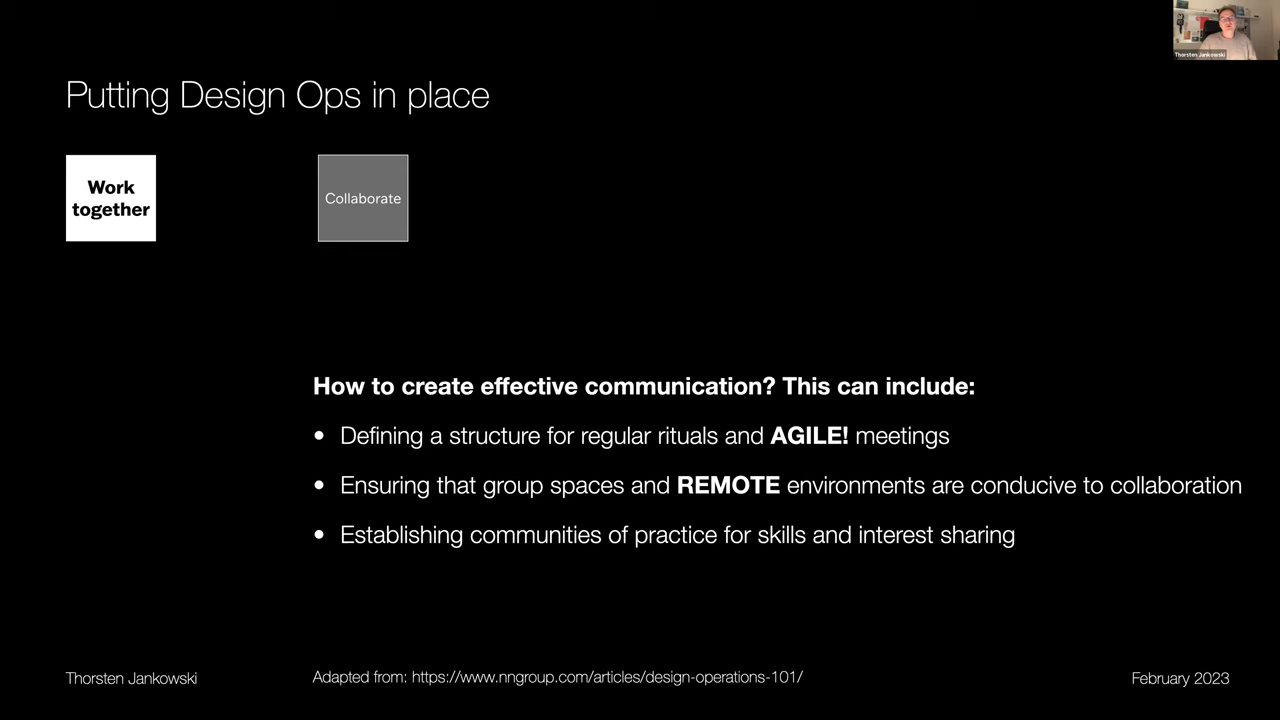 Thorsten Jankowski
Putting Design Ops in place
Work
together
Collaborate
How to create effective communication? This can include:
• Defining a structure for regular rituals and AGILE! meetings
• Ensuring that group spaces and REMOTE environments are conducive to collaboration
• Establishing communities of practice for skills and interest sharing
Thorsten Jankowski
Adapted from: https://www.nngroup.com/articles/design-operations-101/
February 2023